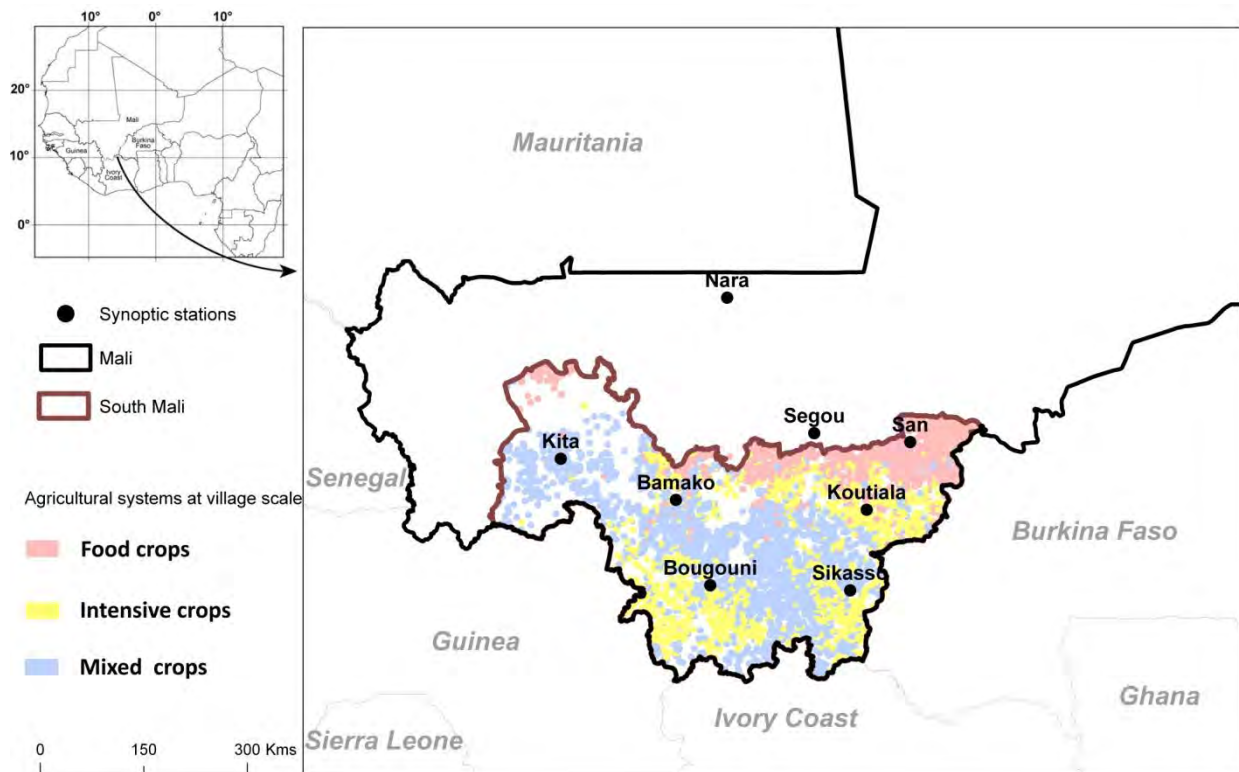 10° 0° 10°
20°
10°
0°
Mali
Burkina
Faso
Guinea
Ivory
Coast
Synoptic stations
Mali
South Mali
Agricultural systems at village scale
Food crops
Intensive crops
Mixed crops
0 150 300 Kms
Mauritania
Nara
Segou
San
Kita
Senegal
Bamako
Koutiala
Burkina Faso
Bougouni
Sikasso
Guinea
Ghana
Ivory Coast
Sierra Leone